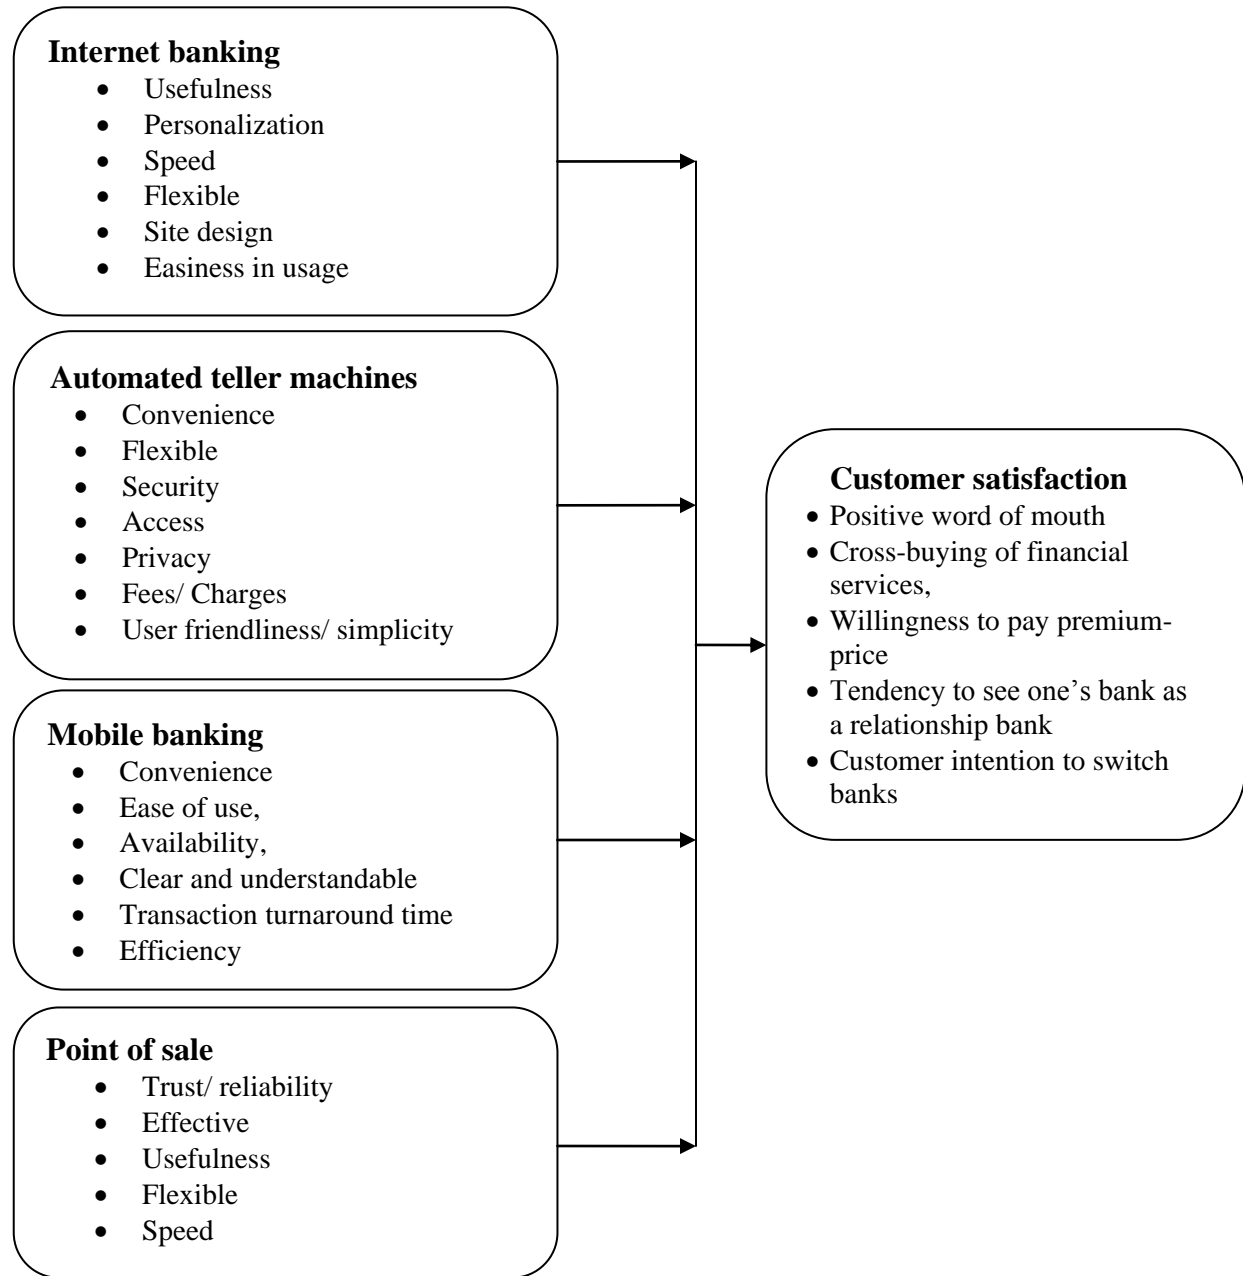 Internet banking
• Usefulness
• Personalization
• Speed
• Flexible
• Site design
• Easiness in usage
Automated teller machines
• Convenience
• Flexible
• Security
• Access
• Privacy
• Fees/ Charges
• User friendliness/ simplicity
Mobile banking
• Convenience
• Ease of use,
• Availability,
• Clear and understandable
• Transaction turnaround time
• Efficiency
Point of sale
• Trust/ reliability
• Effective
• Usefulness
• Flexible
• Speed
Customer satisfaction
• Positive word of mouth
• Cross-buying of financial
services,
• Willingness to pay premium-
price
• Tendency to see one’s bank as
a relationship bank
• Customer intention to switch
banks